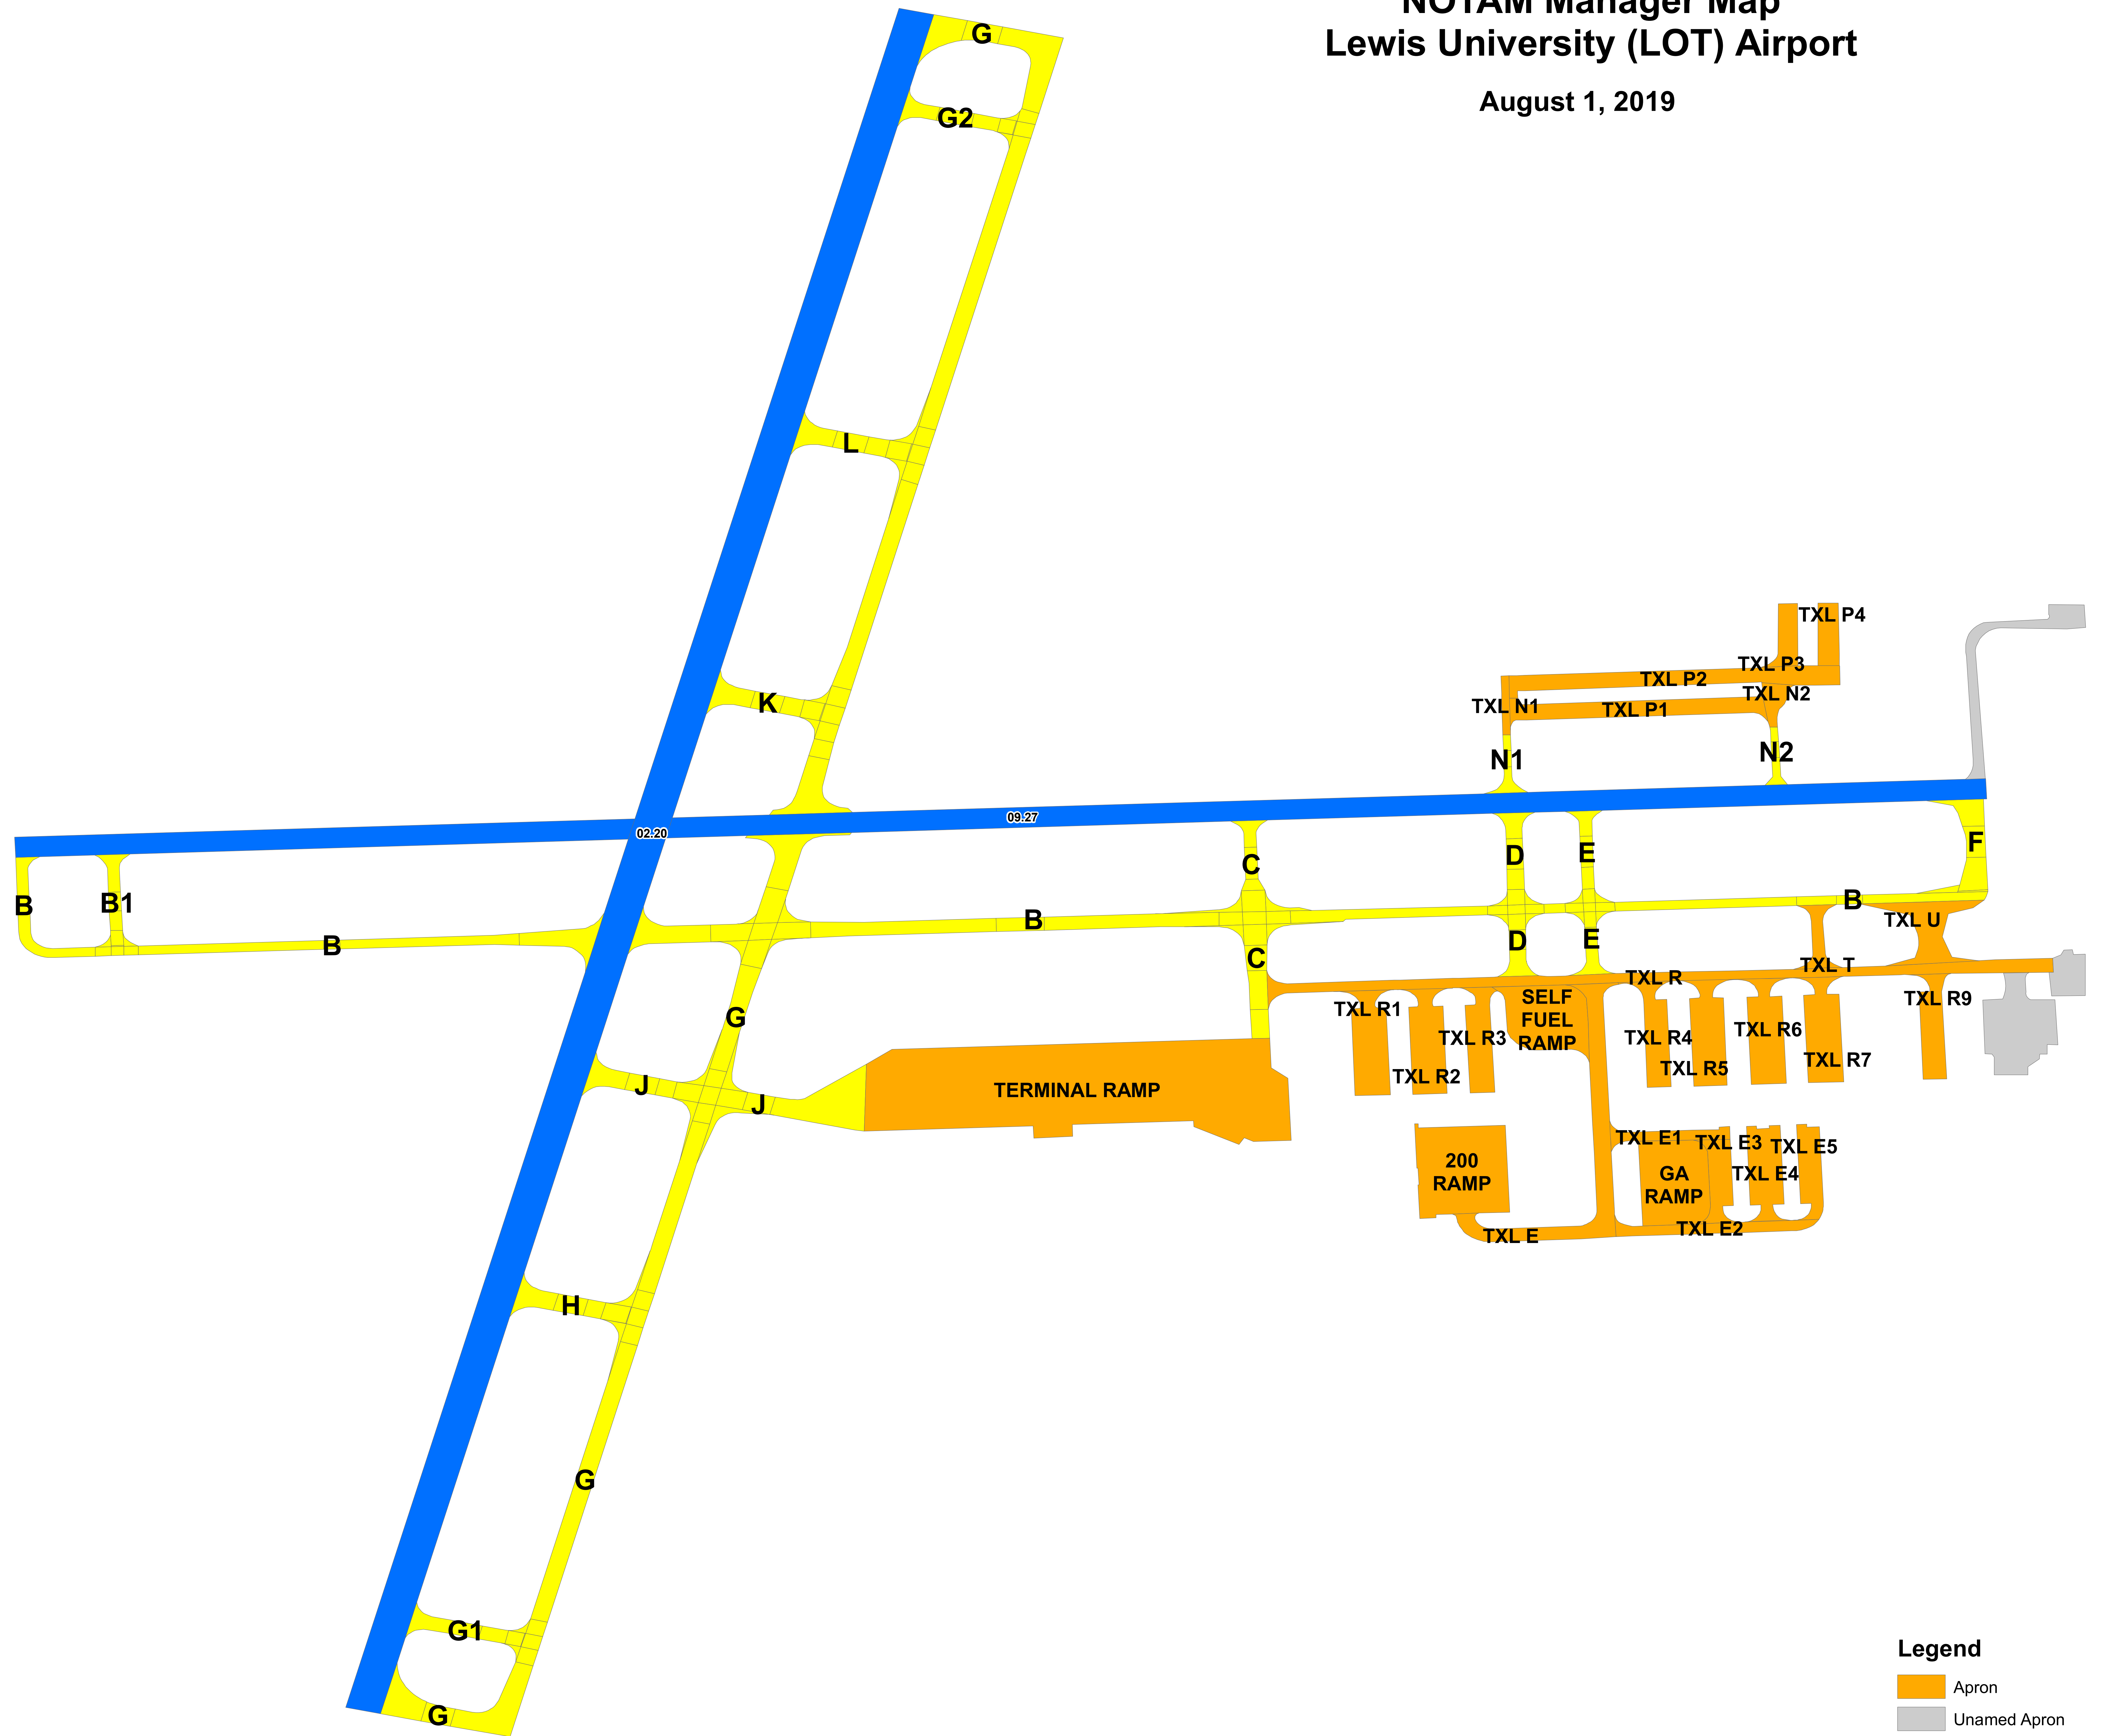 NOTAM Manager Map
Lewis University (LOT) Airport
August 1, 2019
G
G2
L
K
TXL P4
TXL P3
TXL P2
TXL N2
TXL N1
TXL P1
N2
N1
09.27
02.20
F
D
E
C
B
B1
B
B
B
B
TXL U
D
E
C
TXL T
TXL R
TXL R9
TXL R1
SELF
FUEL
RAMP
TXL R3
TXL R4
TXL R6
TXL R7
TXL R5
TXL R2
G
J
J
TERMINAL RAMP
TXL E1
TXL E3
TXL E5
200
RAMP
GA
RAMP
TXL E4
TXL E2
TXL E
H
G
G1
G
Legend
Apron
Unamed Apron